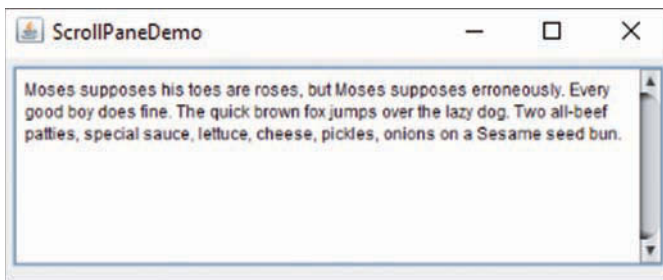 ScrollPaneDemo
Moses supposes his toes are roses, but Moses supposes erroneously. Every
good boy does fine. The quick brown fox jumps over the lazy dog. Two all-beef
patties, special sauce, lettuce, cheese, pickles, onions on a Sesame seed bun.